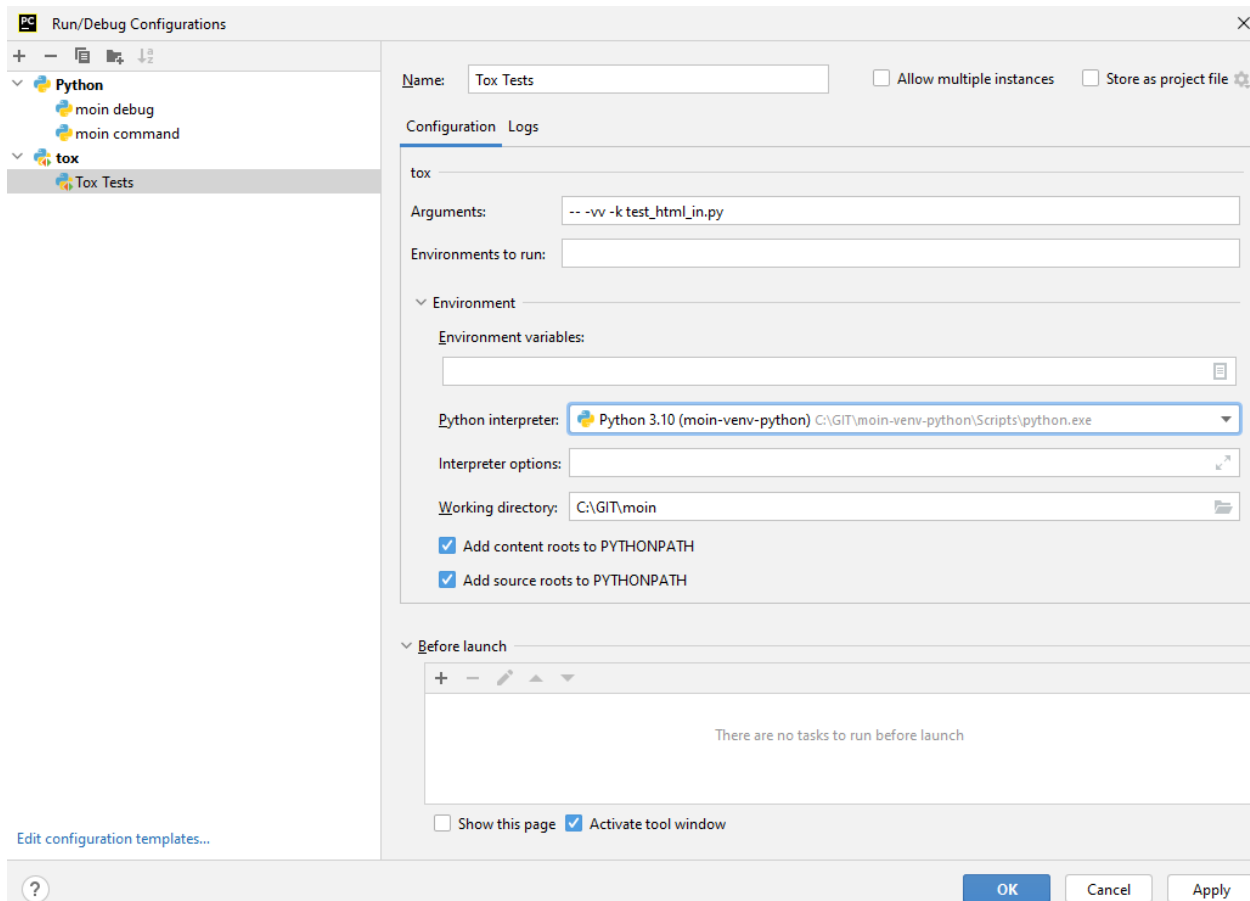 PC Run/Debug Configurations
Python
moin debug
moin command
tox
Tox Tests
Edit configuration templates...
Name: Tox Tests Allow multiple instances Store as project file
Configuration Logs
tox
Arguments: -- -vv -k test_html_in.py
Environments to run:
Environment
Environment variables:
Python interpreter: Python 3.10 (moin-venv-python) C:\GIT\moin-venv-python\Scripts\python.exe
Interpreter options:
Working directory: C:\GIT\moin
Add content roots to PYTHONPATH
Add source roots to PYTHONPATH
Before launch
There are no tasks to run before launch
Show this page Activate tool window
? OK Cancel Apply